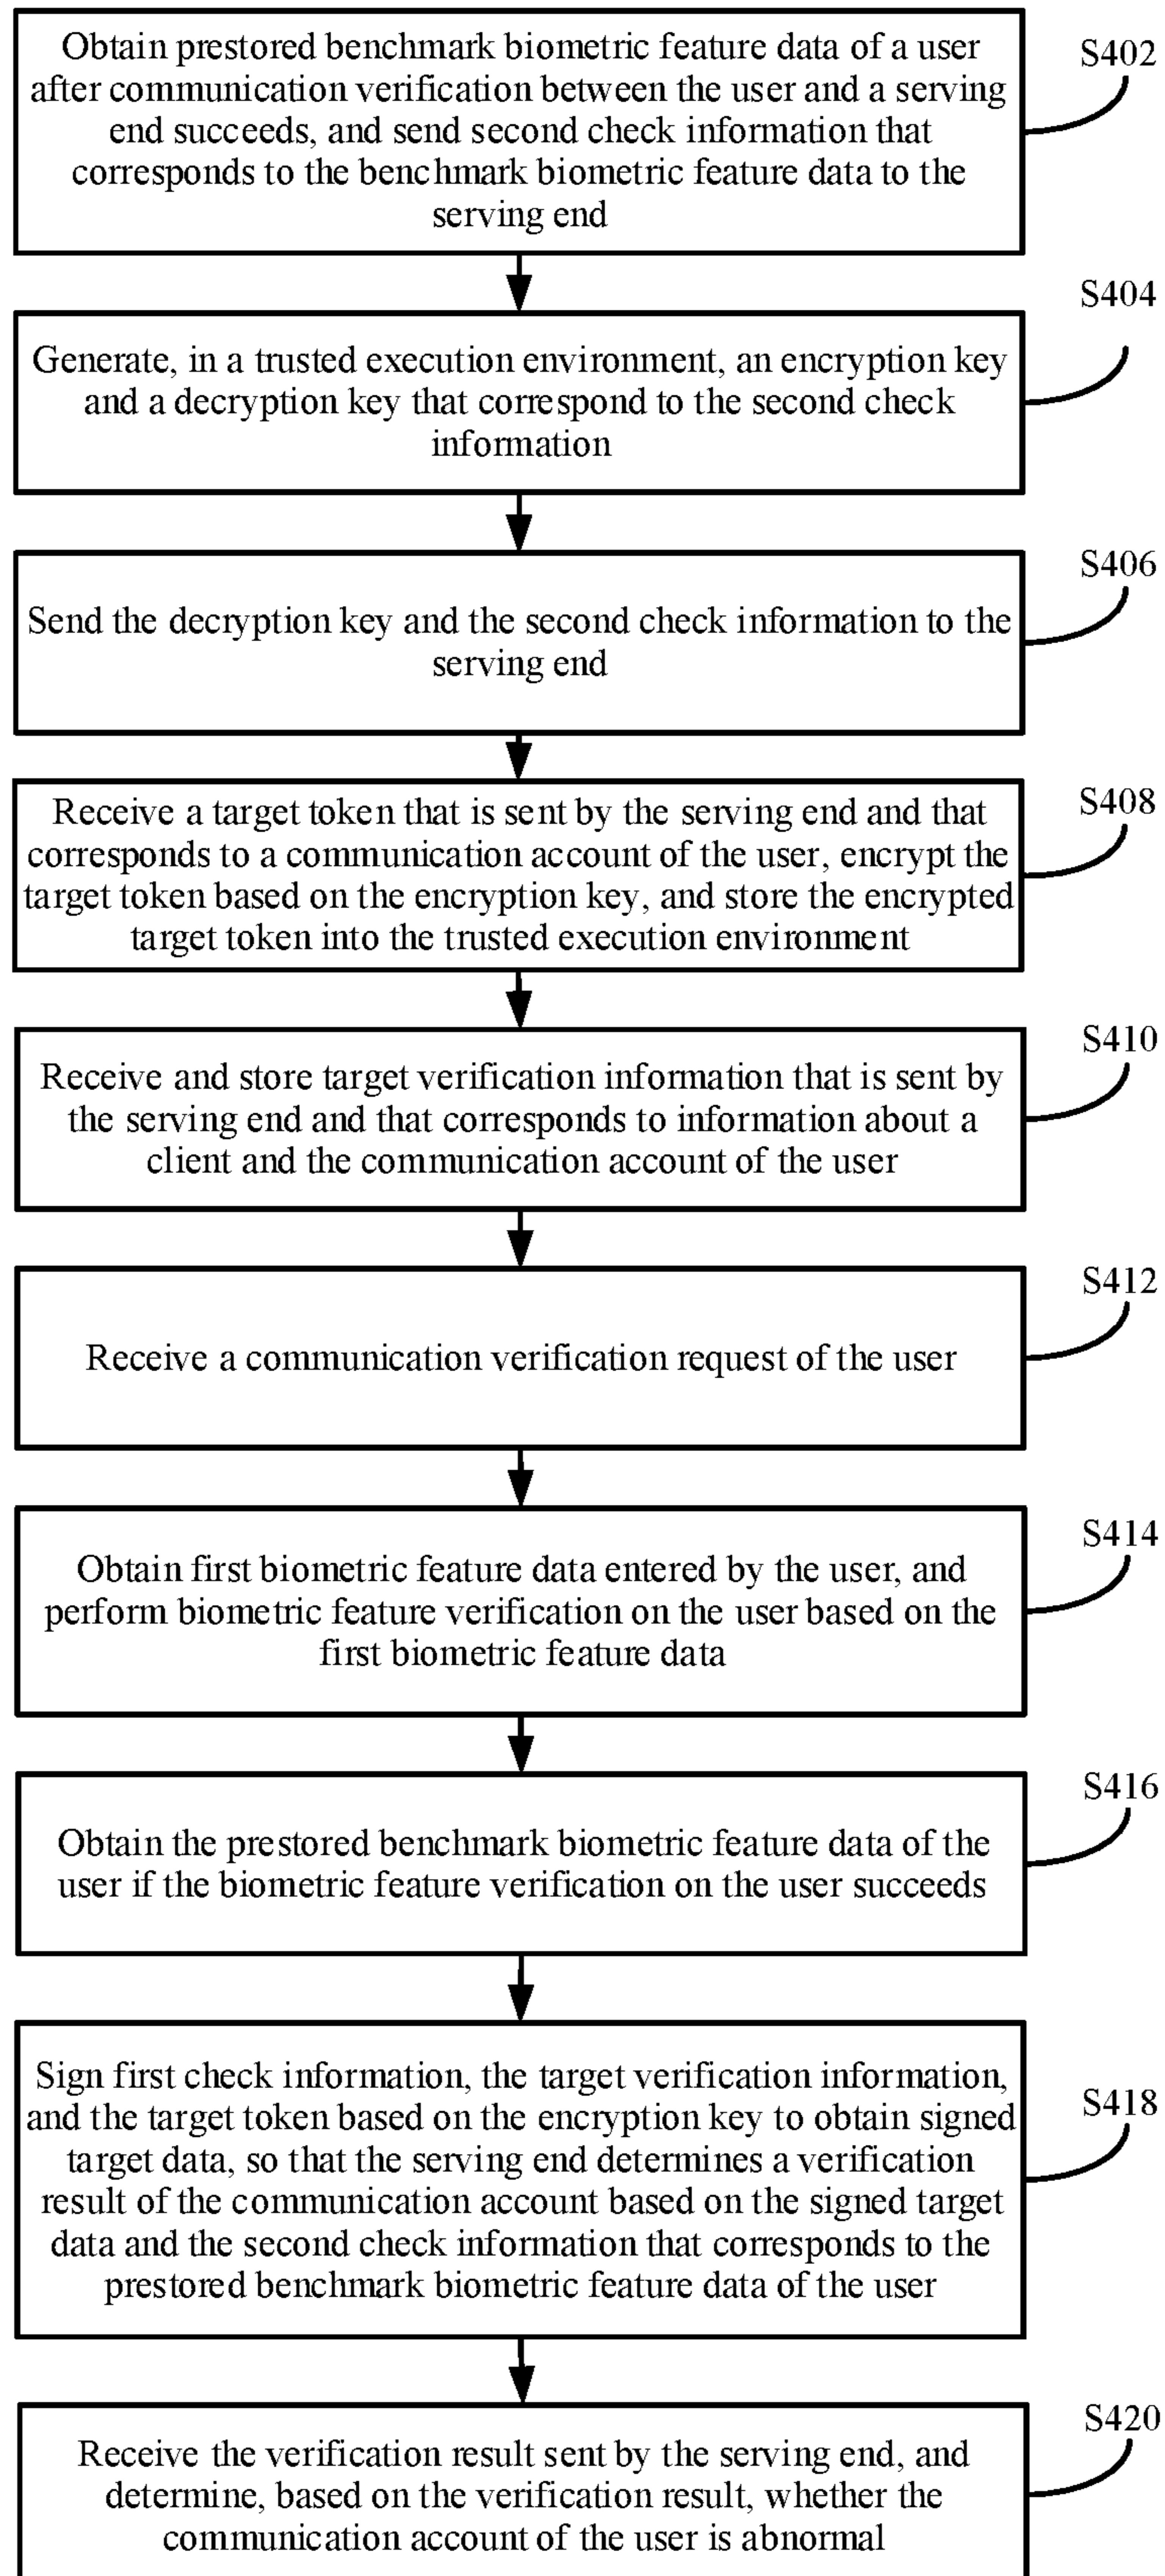 Obtain prestored benchmark biometric feature data of a user
after communication verification between the user and a serving
end succeeds, and send second check information that
corresponds to the benchmark biometric feature data to the
serving end
S402
Generate, in a trusted execution environment, an encryption key
and a decryption key that correspond to the second check
information
S404
Send the decryption key and the second check information to the
serving end
S406
Receive a target token that is sent by the serving end and that
corresponds to a communication account of the user, encrypt the
target token based on the encryption key, and store the encrypted
target token into the trusted execution environment
S408
Receive and store target verification information that is sent by
the serving end and that corresponds to information about a
client and the communication account of the user
S410
Receive a communication verification request of the user
S412
Obtain first biometric feature data entered by the user, and
perform biometric feature verification on the user based on the
first biometric feature data
S414
Obtain the prestored benchmark biometric feature data of the
user if the biometric feature verification on the user succeeds
S416
Sign first check information, the target verification information,
and the target token based on the encryption key to obtain signed
target data, so that the serving end determines a verification
result of the communication account based on the signed target
data and the second check information that corresponds to the
prestored benchmark biometric feature data of the user
S418
Receive the verification result sent by the serving end, and
determine, based on the verification result, whether the
communication account of the user is abnormal
S420